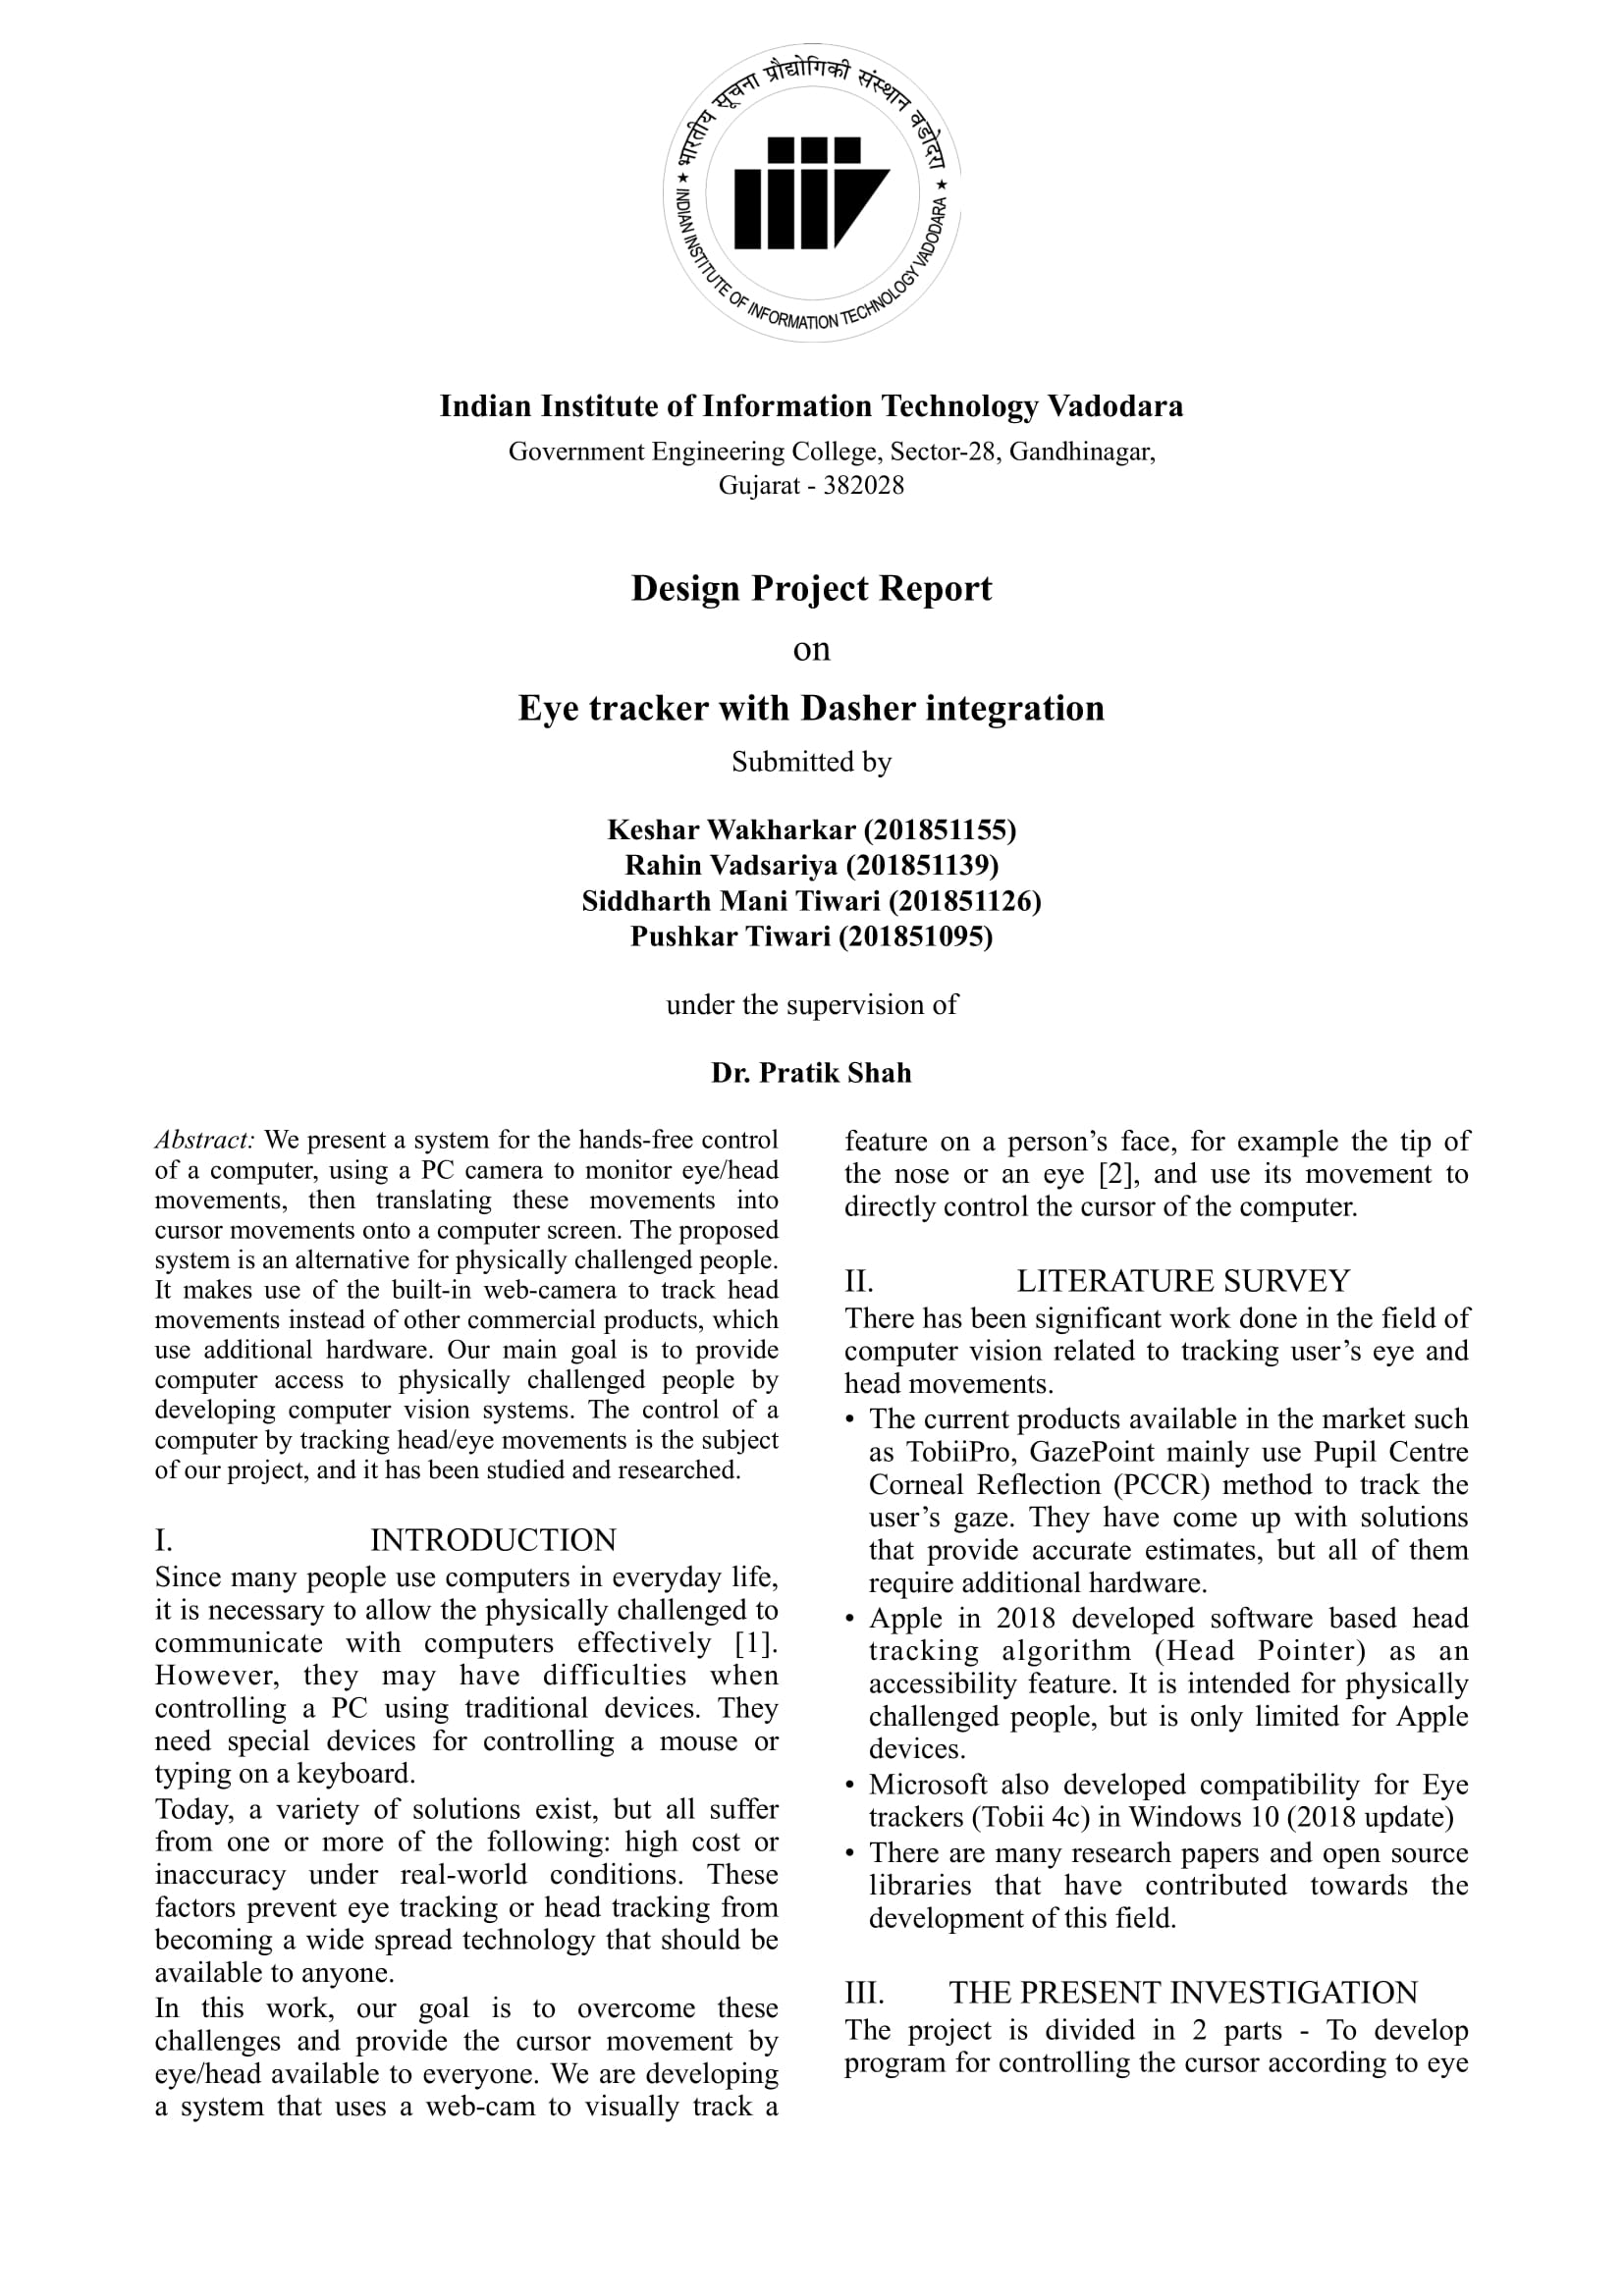 ★ भारतीय सूचना प्रौद्योगिकी संस्थान वडोदरा ★
INDIAN INSTITUTE OF INFORMATION TECHNOLOGY VADODARA
Indian Institute of Information Technology Vadodara
Government Engineering College, Sector-28, Gandhinagar,
Gujarat - 382028
Design Project Report
on
Eye tracker with Dasher integration
Submitted by
Keshar Wakharkar (201851155)
Rahin Vadsariya (201851139)
Siddharth Mani Tiwari (201851126)
Pushkar Tiwari (201851095)
under the supervision of
Dr. Pratik Shah
Abstract: We present a system for the hands-free control
of a computer, using a PC camera to monitor eye/head
movements, then translating these movements into
cursor movements onto a computer screen. The proposed
system is an alternative for physically challenged people.
It makes use of the built-in web-camera to track head
movements instead of other commercial products, which
use additional hardware. Our main goal is to provide
computer access to physically challenged people by
developing computer vision systems. The control of a
computer by tracking head/eye movements is the subject
of our project, and it has been studied and researched.
I. INTRODUCTION
Since many people use computers in everyday life,
it is necessary to allow the physically challenged to
communicate with computers effectively [1].
However, they may have difficulties when
controlling a PC using traditional devices. They
need special devices for controlling a mouse or
typing on a keyboard.
Today, a variety of solutions exist, but all suffer
from one or more of the following: high cost or
inaccuracy under real-world conditions. These
factors prevent eye tracking or head tracking from
becoming a wide spread technology that should be
available to anyone.
In this work, our goal is to overcome these
challenges and provide the cursor movement by
eye/head available to everyone. We are developing
a system that uses a web-cam to visually track a
feature on a person’s face, for example the tip of
the nose or an eye [2], and use its movement to
directly control the cursor of the computer.
II. LITERATURE SURVEY
There has been significant work done in the field of
computer vision related to tracking user’s eye and
head movements.
• The current products available in the market such
as TobiiPro, GazePoint mainly use Pupil Centre
Corneal Reflection (PCCR) method to track the
user’s gaze. They have come up with solutions
that provide accurate estimates, but all of them
require additional hardware.
• Apple in 2018 developed software based head
tracking algorithm (Head Pointer) as an
accessibility feature. It is intended for physically
challenged people, but is only limited for Apple
devices.
• Microsoft also developed compatibility for Eye
trackers (Tobii 4c) in Windows 10 (2018 update)
• There are many research papers and open source
libraries that have contributed towards the
development of this field.
III. THE PRESENT INVESTIGATION
The project is divided in 2 parts - To develop
program for controlling the cursor according to eye